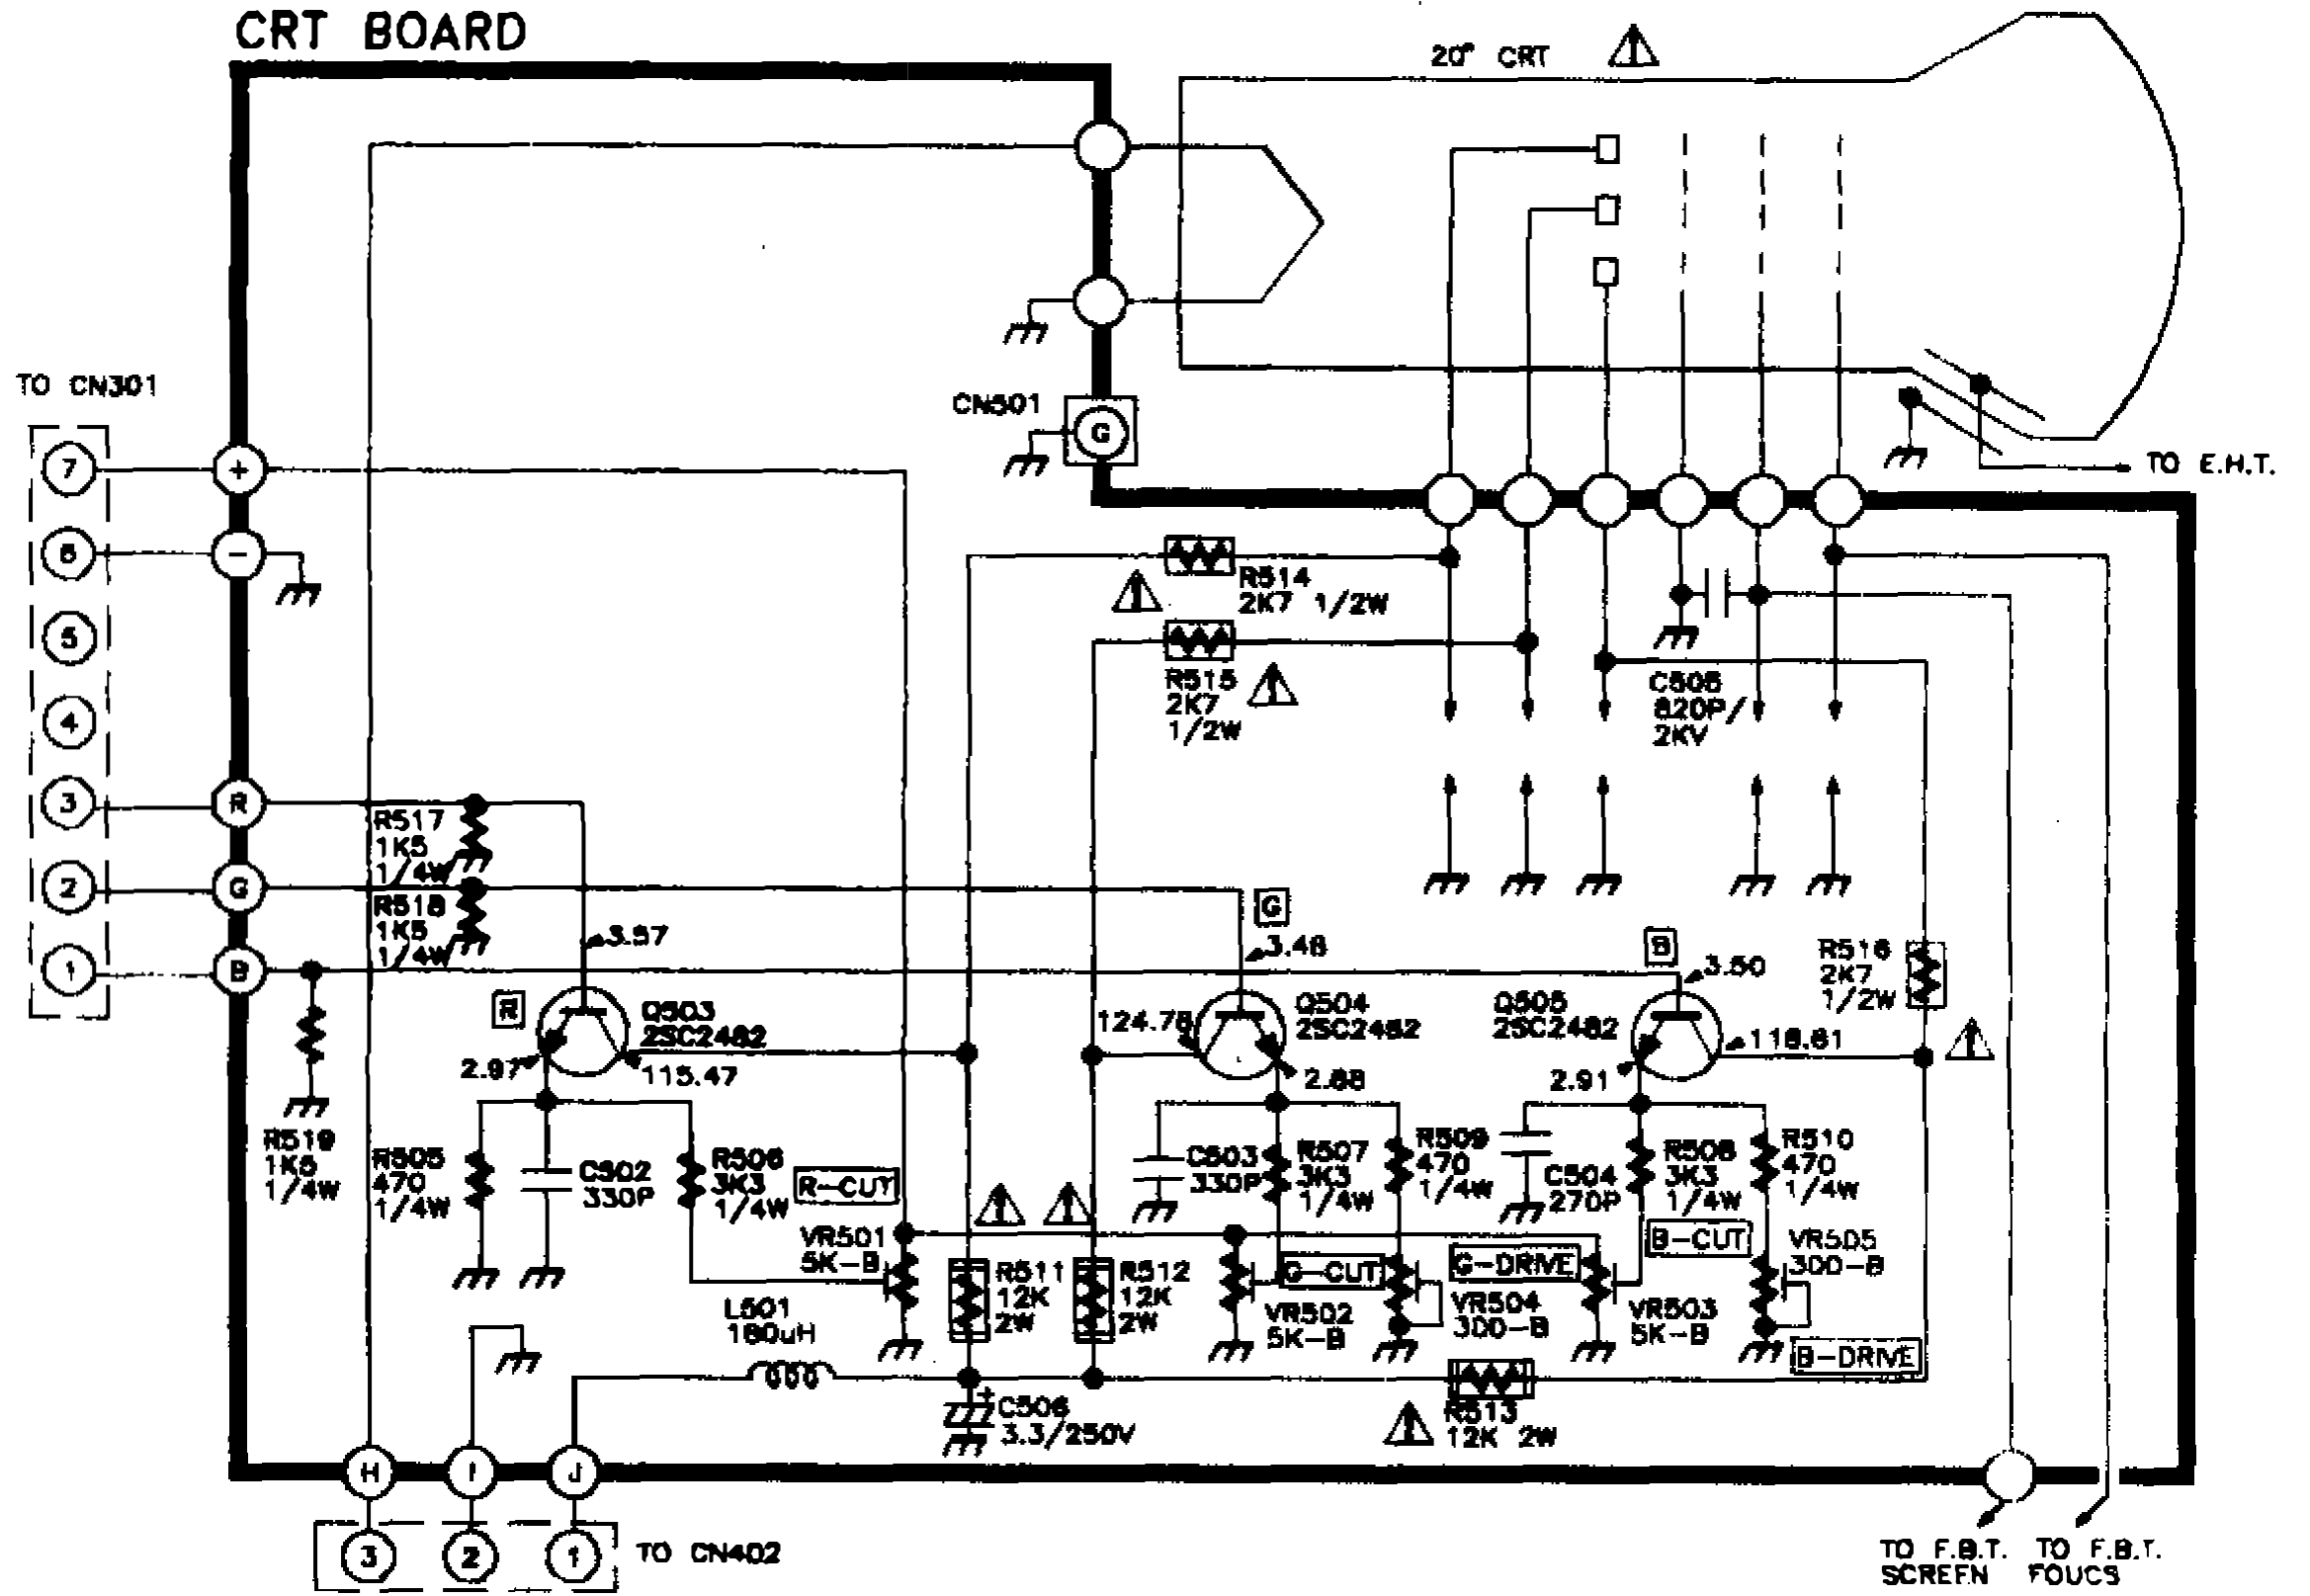 CRT BOARD
20" CRT
TO CN301
CN501
G
TO E.H.T.
7
+
6
−
5
4
3
R
2
G
1
B
R514
2K7 1/2W
R515
2K7
1/2W
C505
820P/
2KV
R517
1K5
1/4W
R518
1K5
1/4W
3.57
G
3.48
B
3.50
R516
2K7
1/2W
R
Q503
2SC2482
2.97
115.47
124.78
Q504
2SC2482
2.88
Q505
2SC2482
2.91
118.81
R519
1K5
1/4W
R505
470
1/4W
C502
330P
R506
3K3
1/4W
R-CUT
C503
330P
R507
3K3
1/4W
R509
470
1/4W
C504
270P
R508
3K3
1/4W
R510
470
1/4W
VR501
5K-B
L501
180uH
R511
12K
2W
R512
12K
2W
G-CUT
VR502
5K-B
G-DRIVE
VR504
300-B
B-CUT
VR503
5K-B
VR505
300-B
B-DRIVE
+
C506
3.3/250V
R513
12K 2W
H
I
J
3
2
1
TO CN402
TO F.B.T.
SCREEN
TO F.B.T.
FOUCS